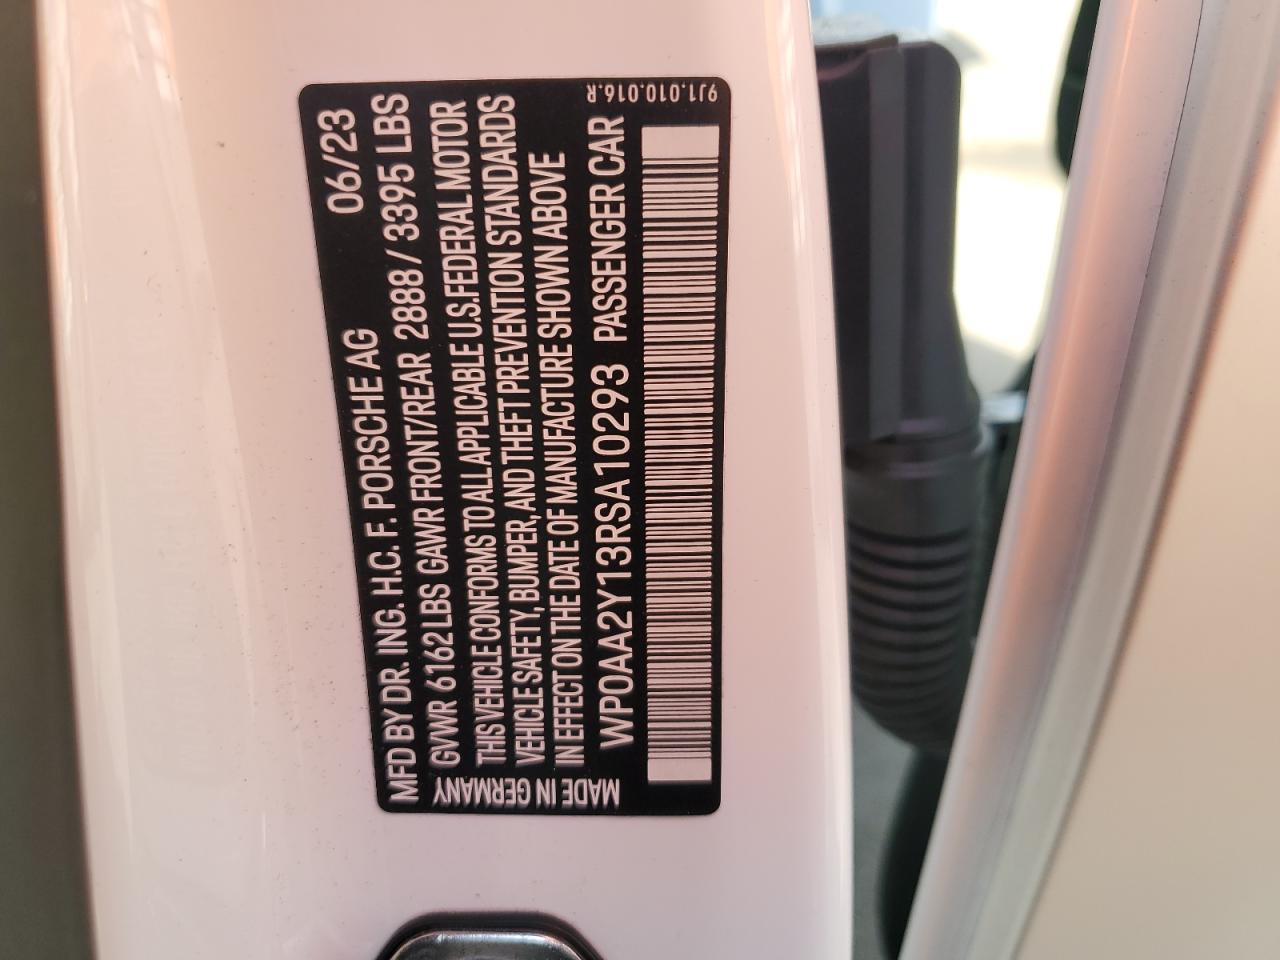 MFD BY DR. ING. H.C. F. PORSCHE AG 06/23
GVWR 6162 LBS GAWR FRONT/REAR 2888 / 3395 LBS
THIS VEHICLE CONFORMS TO ALL APPLICABLE U.S. FEDERAL MOTOR
VEHICLE SAFETY, BUMPER, AND THEFT PREVENTION STANDARDS
IN EFFECT ON THE DATE OF MANUFACTURE SHOWN ABOVE
WP0AA2Y13RSA10293 PASSENGER CAR
MADE IN GERMANY
9J1.010.016.R